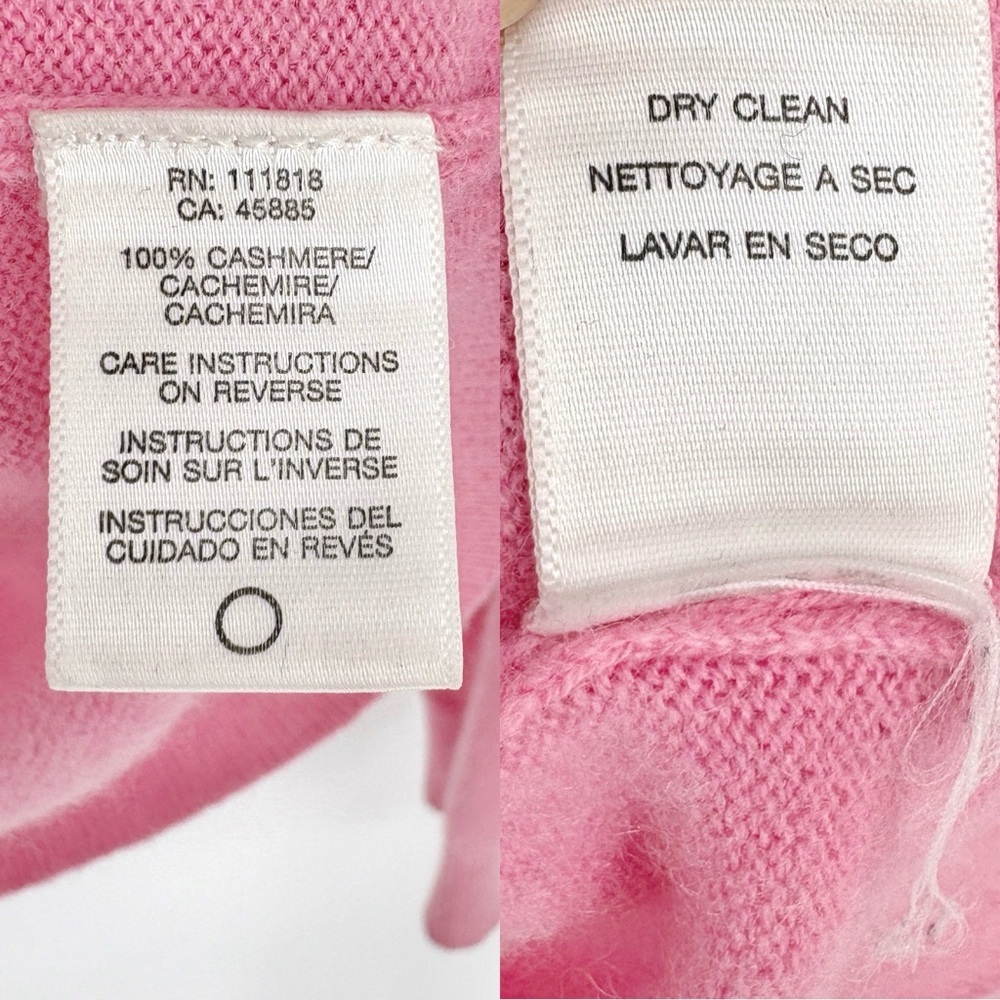 RN: 111818
CA: 45885
100% CASHMERE/
CACHEMIRE/
CACHEMIRA
CARE INSTRUCTIONS
ON REVERSE
INSTRUCTIONS DE
SOIN SUR L'INVERSE
INSTRUCCIONES DEL
CUIDADO EN REVÉS
DRY CLEAN
NETTOYAGE A SEC
LAVAR EN SECO